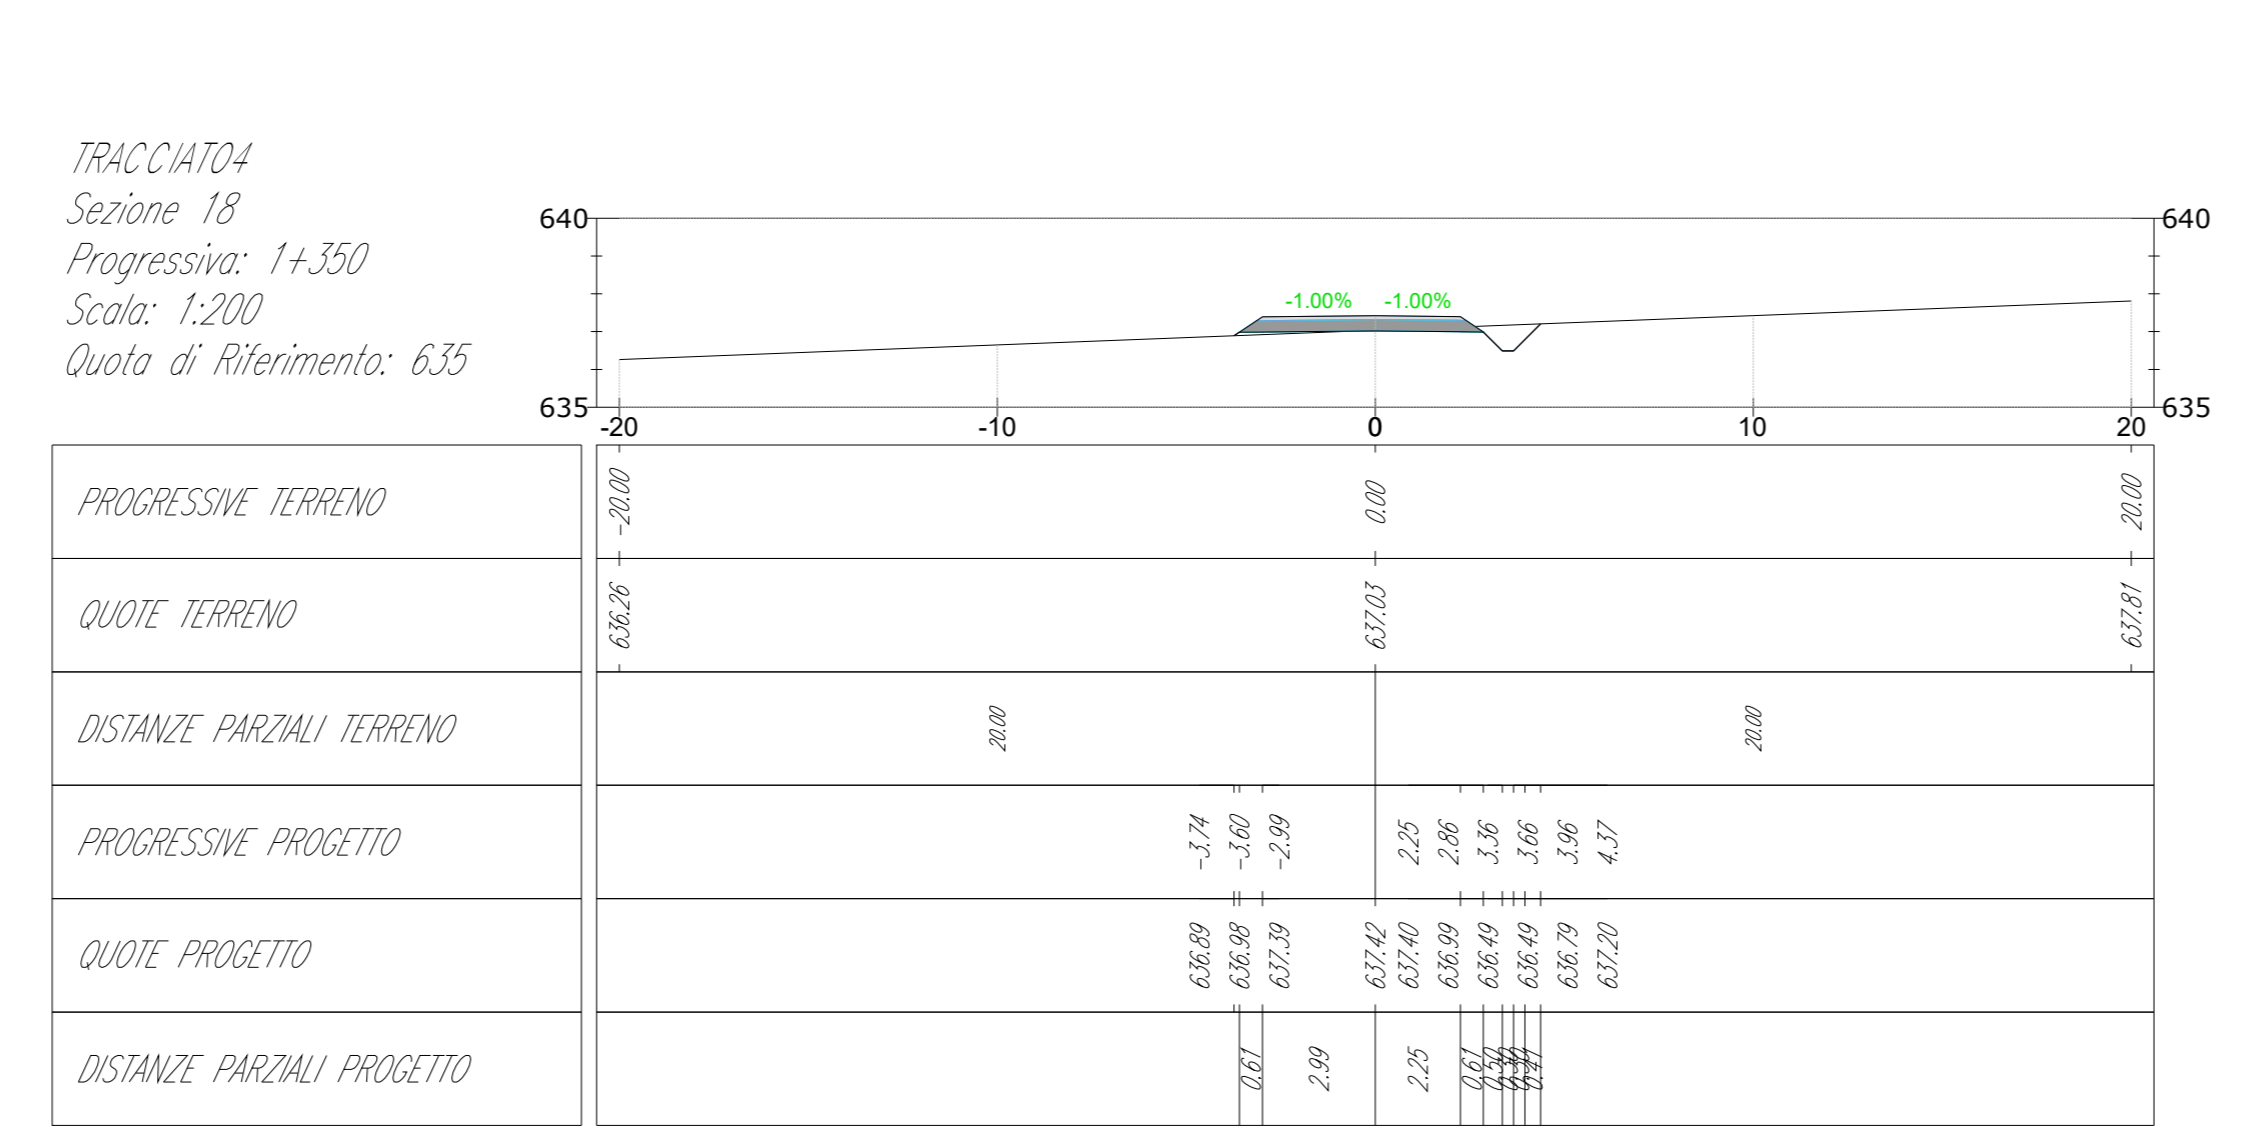 TRACCIATO4
Sezione 18
Progressiva: 1+350
Scala: 1:200
Quota di Riferimento: 635
640 640
-1.00% -1.00%
635 635
-20 -10 0 10 20
PROGRESSIVE TERRENO -20.00 0.00 20.00
QUOTE TERRENO 636.26 637.03 637.81
DISTANZE PARZIALI TERRENO 20.00 20.00
PROGRESSIVE PROGETTO -3.74 -3.60 -2.99 2.25 2.86 3.36 3.66 3.96 4.37
QUOTE PROGETTO 636.89 636.98 637.39 637.42 637.40 636.99 636.49 636.49 636.79 637.20
DISTANZE PARZIALI PROGETTO 0.61 2.99 2.25 0.61 0.50 0.41